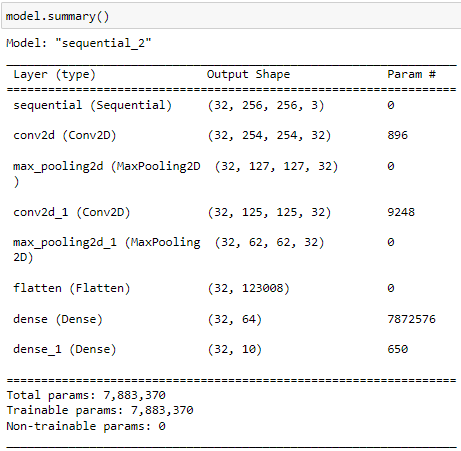 model.summary()
Model: "sequential_2"
Layer (type) Output Shape Param #
sequential (Sequential) (32, 256, 256, 3) 0
conv2d (Conv2D) (32, 254, 254, 32) 896
max_pooling2d (MaxPooling2D (32, 127, 127, 32) 0
)
conv2d_1 (Conv2D) (32, 125, 125, 32) 9248
max_pooling2d_1 (MaxPooling (32, 62, 62, 32) 0
2D)
flatten (Flatten) (32, 123008) 0
dense (Dense) (32, 64) 7872576
dense_1 (Dense) (32, 10) 650
Total params: 7,883,370
Trainable params: 7,883,370
Non-trainable params: 0